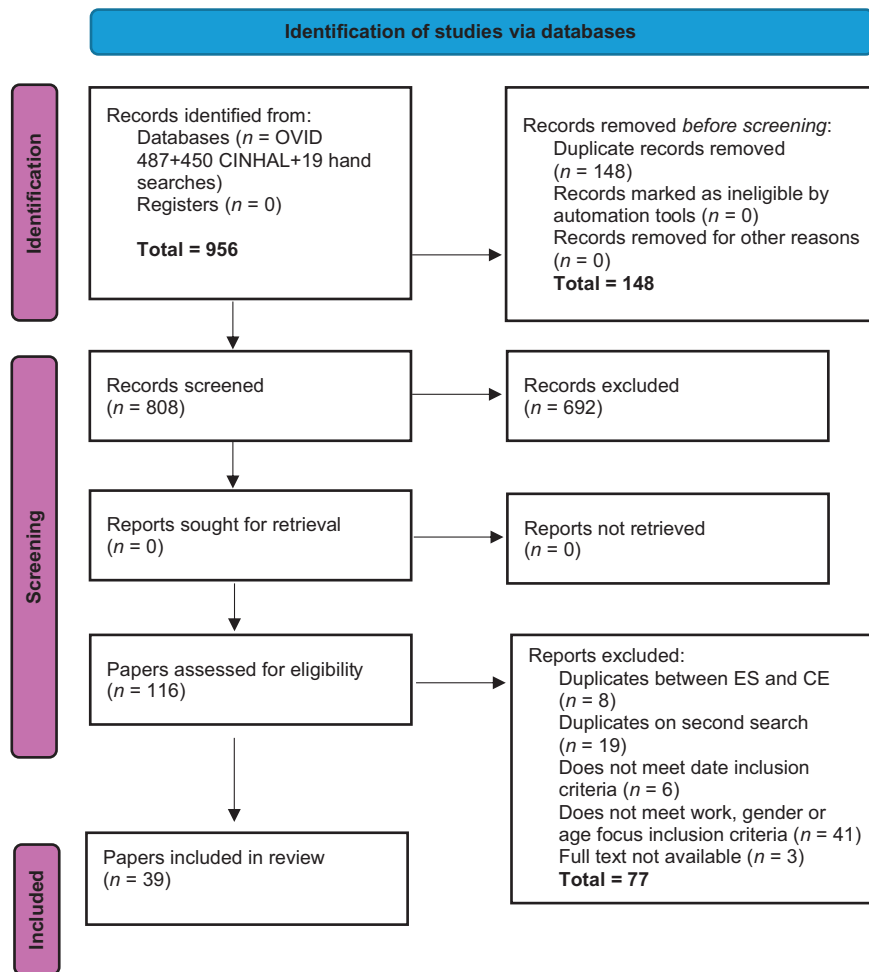 Identification of studies via databases
Identification
Records identified from:
Databases (n = OVID
487+450 CINHAL+19 hand
searches)
Registers (n = 0)
Total = 956
Records removed before screening:
Duplicate records removed
(n = 148)
Records marked as ineligible by
automation tools (n = 0)
Records removed for other reasons
(n = 0)
Total = 148
Screening
Records screened
(n = 808)
Records excluded
(n = 692)
Reports sought for retrieval
(n = 0)
Reports not retrieved
(n = 0)
Papers assessed for eligibility
(n = 116)
Reports excluded:
Duplicates between ES and CE
(n = 8)
Duplicates on second search
(n = 19)
Does not meet date inclusion
criteria (n = 6)
Does not meet work, gender or
age focus inclusion criteria (n = 41)
Full text not available (n = 3)
Total = 77
Included
Papers included in review
(n = 39)